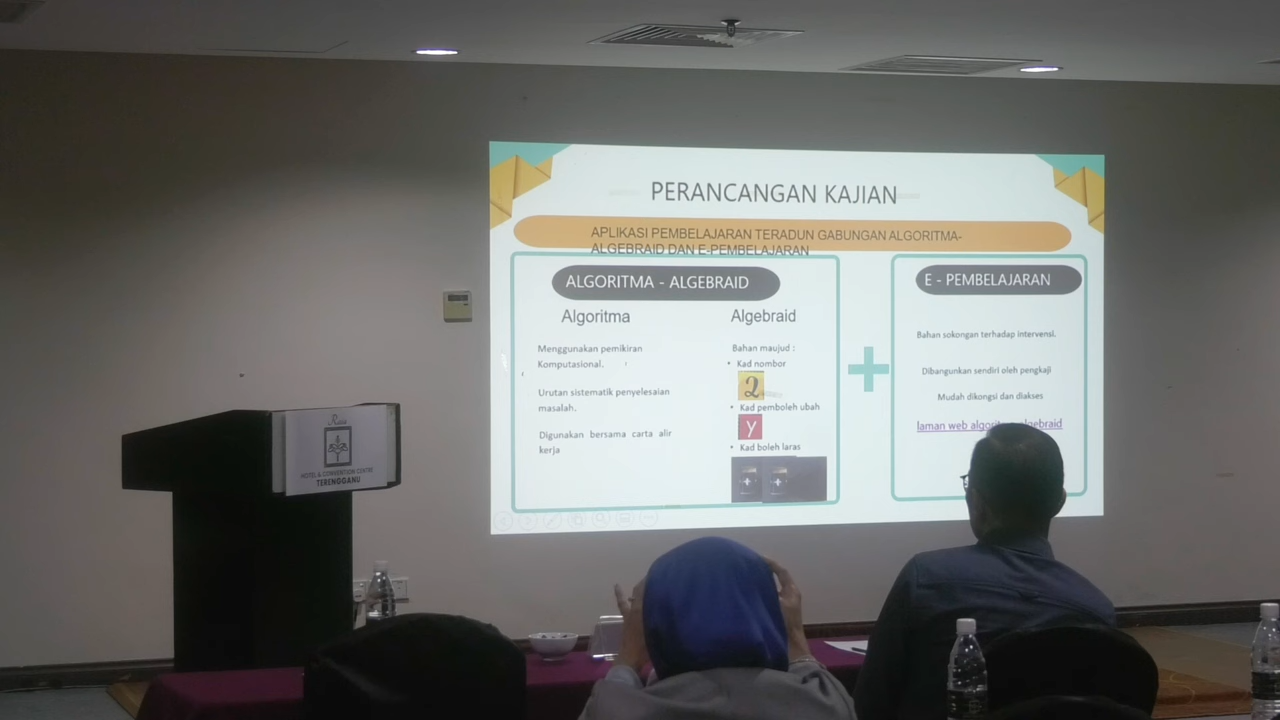 PERANCANGAN KAJIAN
APLIKASI PEMBELAJARAN TERADUN GABUNGAN ALGORITMA-
ALGEBRAID DAN E-PEMBELAJARAN
ALGORITMA - ALGEBRAID
Algoritma
Menggunakan pemikiran
Komputasional.
Urutan sistematik penyelesaian
masalah.
Digunakan bersama carta alir
kerja
Algebraid
Bahan maujud :
• Kad nombor
2
• Kad pemboleh ubah
y
• Kad boleh laras
+ +
+
E - PEMBELAJARAN
Bahan sokongan terhadap intervensi.
Dibangunkan sendiri oleh pengkaji
Mudah dikongsi dan diakses
laman web
HOTEL & CONVENTION CENTRE
TERENGGANU